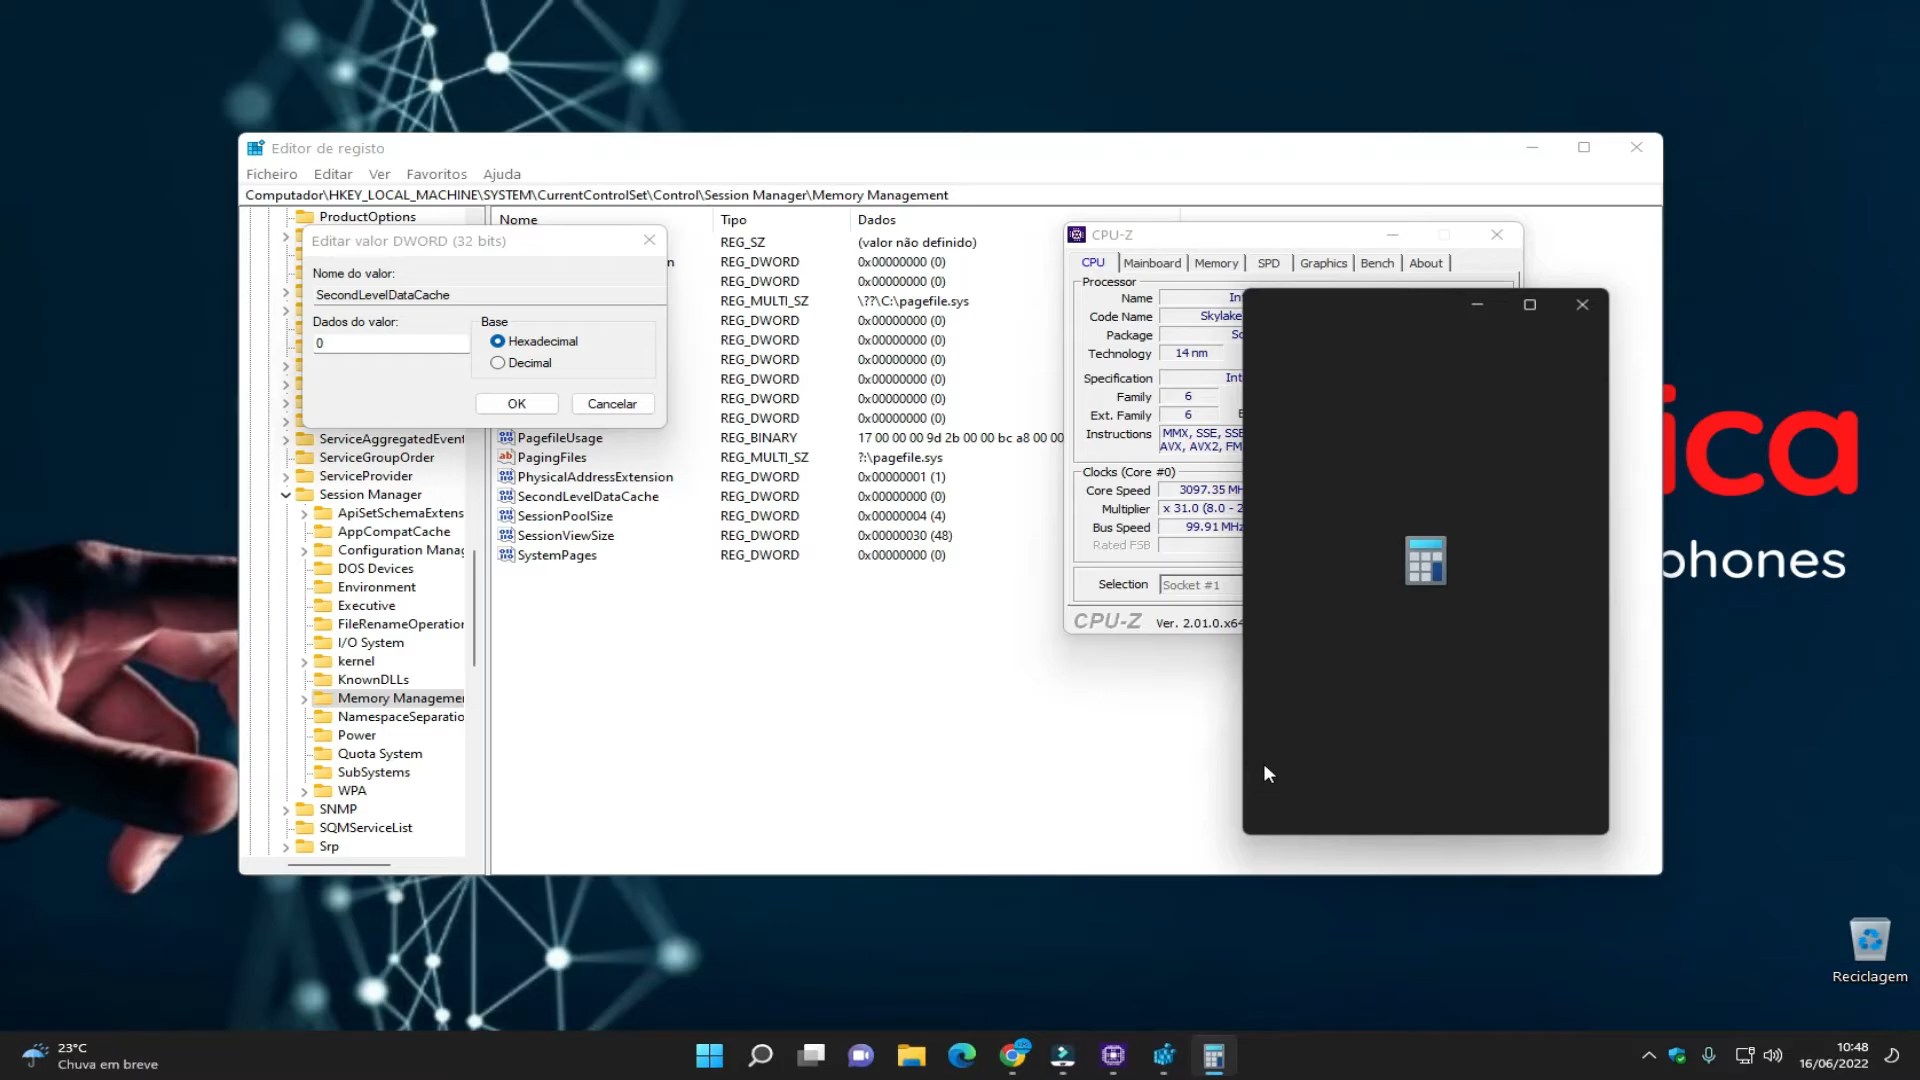 Editor de registo
Ficheiro Editar Ver Favoritos Ajuda
Computador\HKEY_LOCAL_MACHINE\SYSTEM\CurrentControlSet\Control\Session Manager\Memory Management
ProductOptions
ServiceAggregatedEvent
ServiceGroupOrder
ServiceProvider
Session Manager
ApiSetSchemaExtens
AppCompatCache
Configuration Manag
DOS Devices
Environment
Executive
FileRenameOperation
I/O System
kernel
KnownDLLs
Memory Manageme
NamespaceSeparatio
Power
Quota System
SubSystems
WPA
SNMP
SQMServiceList
Srp
Editar valor DWORD (32 bits)
Nome do valor:
SecondLevelDataCache
Dados do valor:
0
Base
Hexadecimal
Decimal
OK Cancelar
Nome Tipo Dados
REG_SZ (valor não definido)
n REG_DWORD 0x00000000 (0)
REG_DWORD 0x00000000 (0)
REG_MULTI_SZ \??\C:\pagefile.sys
REG_DWORD 0x00000000 (0)
REG_DWORD 0x00000000 (0)
REG_DWORD 0x00000000 (0)
REG_DWORD 0x00000000 (0)
REG_DWORD 0x00000000 (0)
REG_DWORD 0x00000000 (0)
PagefileUsage REG_BINARY 17 00 00 00 9d 2b 00 00 bc a8 00 00
PagingFiles REG_MULTI_SZ ?:\pagefile.sys
PhysicalAddressExtension REG_DWORD 0x00000001 (1)
SecondLevelDataCache REG_DWORD 0x00000000 (0)
SessionPoolSize REG_DWORD 0x00000004 (4)
SessionViewSize REG_DWORD 0x00000030 (48)
SystemPages REG_DWORD 0x00000000 (0)
CPU-Z
CPU Mainboard Memory SPD Graphics Bench About
Processor
Name In
Code Name Skylake
Package So
Technology 14 nm
Specification Int
Family 6
Ext. Family 6 E
Instructions MMX, SSE, SSE
AVX, AVX2, FM
Clocks (Core #0)
Core Speed 3097.35 MH
Multiplier x 31.0 (8.0 - 2
Bus Speed 99.91 MHz
Rated FSB
Selection Socket #1
CPU-Z Ver. 2.01.0.x64
ica
phones
Reciclagem
23°C
Chuva em breve
10:48
16/06/2022